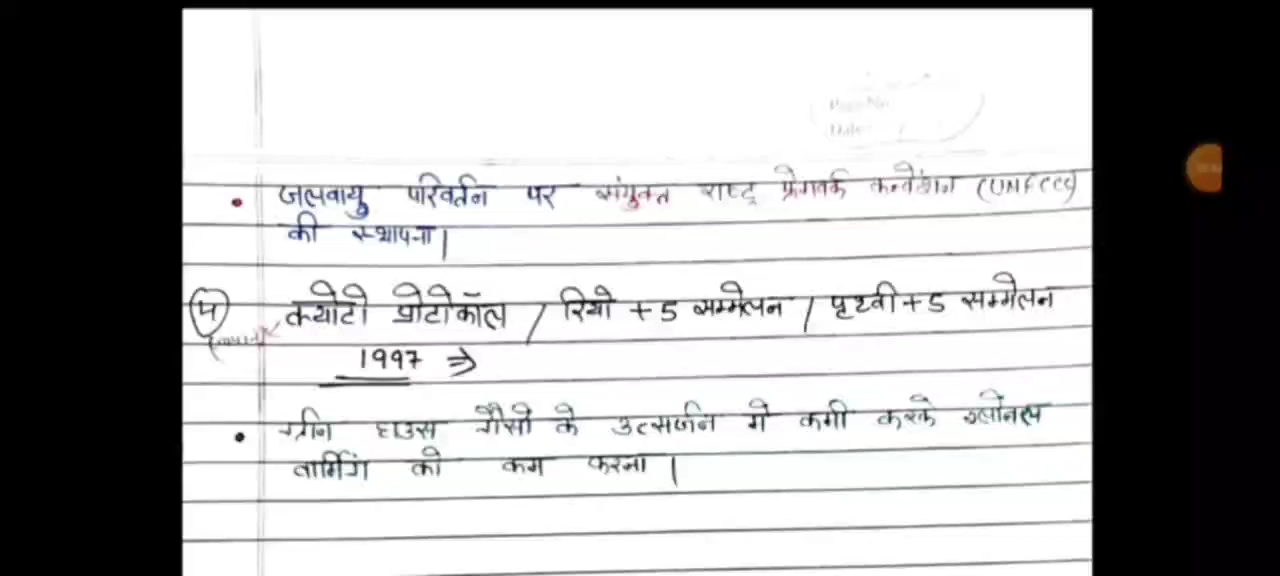 • जलवायु परिवर्तन पर संयुक्त राष्ट्र फ्रेमवर्क कन्वेंशन (UNFCCC)
की स्थापना।
④ क्योटो प्रोटोकॉल / रियो +5 सम्मेलन / पृथ्वी +5 सम्मेलन
1997 ⇒
• ग्रीन हाउस गैसो के उत्सर्जन मे कमी करके ग्लोबल
वार्मिंग को कम करना।